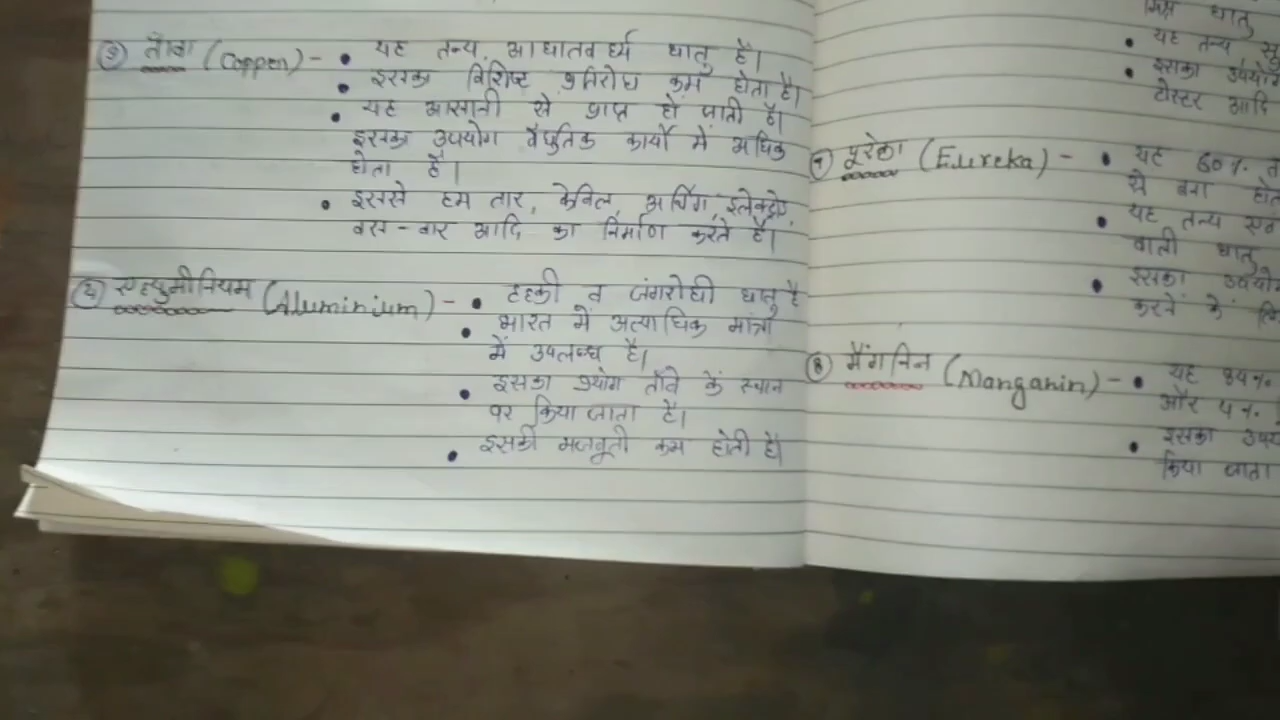 ③ ताँबा (Copper) - • यह तन्य, आघातवर्ध्य धातु है।
• इसका विशिष्ट प्रतिरोध कम होता है।
• यह आसानी से प्राप्त हो जाती है।
इसका उपयोग वैधुतिक कार्यो में अधिक
होता है।
• इससे हम तार, केबिल, अर्थिंग इलेक्ट्रोड,
बस-बार आदि का निर्माण करते हैं।
एल्युमीनियम (Aluminium) - • हल्की व जंगरोधी धातु है
• भारत में अत्याधिक मात्रा
में उपलब्ध है।
• इसका प्रयोग ताँबे के स्थान
पर किया जाता है।
• इसकी मजबूती कम होती है।
धातु
• यह तन्य
• इसका उपयोग
टोस्टर आदि
(Eureka) - • यह 60%
से बना
• यह तन्य एवं
वाली धातु
• इसका उपयोग
करने के
⑧ मैंगनिन (Manganin) - • यह 84%
और 4%
• इसका
किया जाता